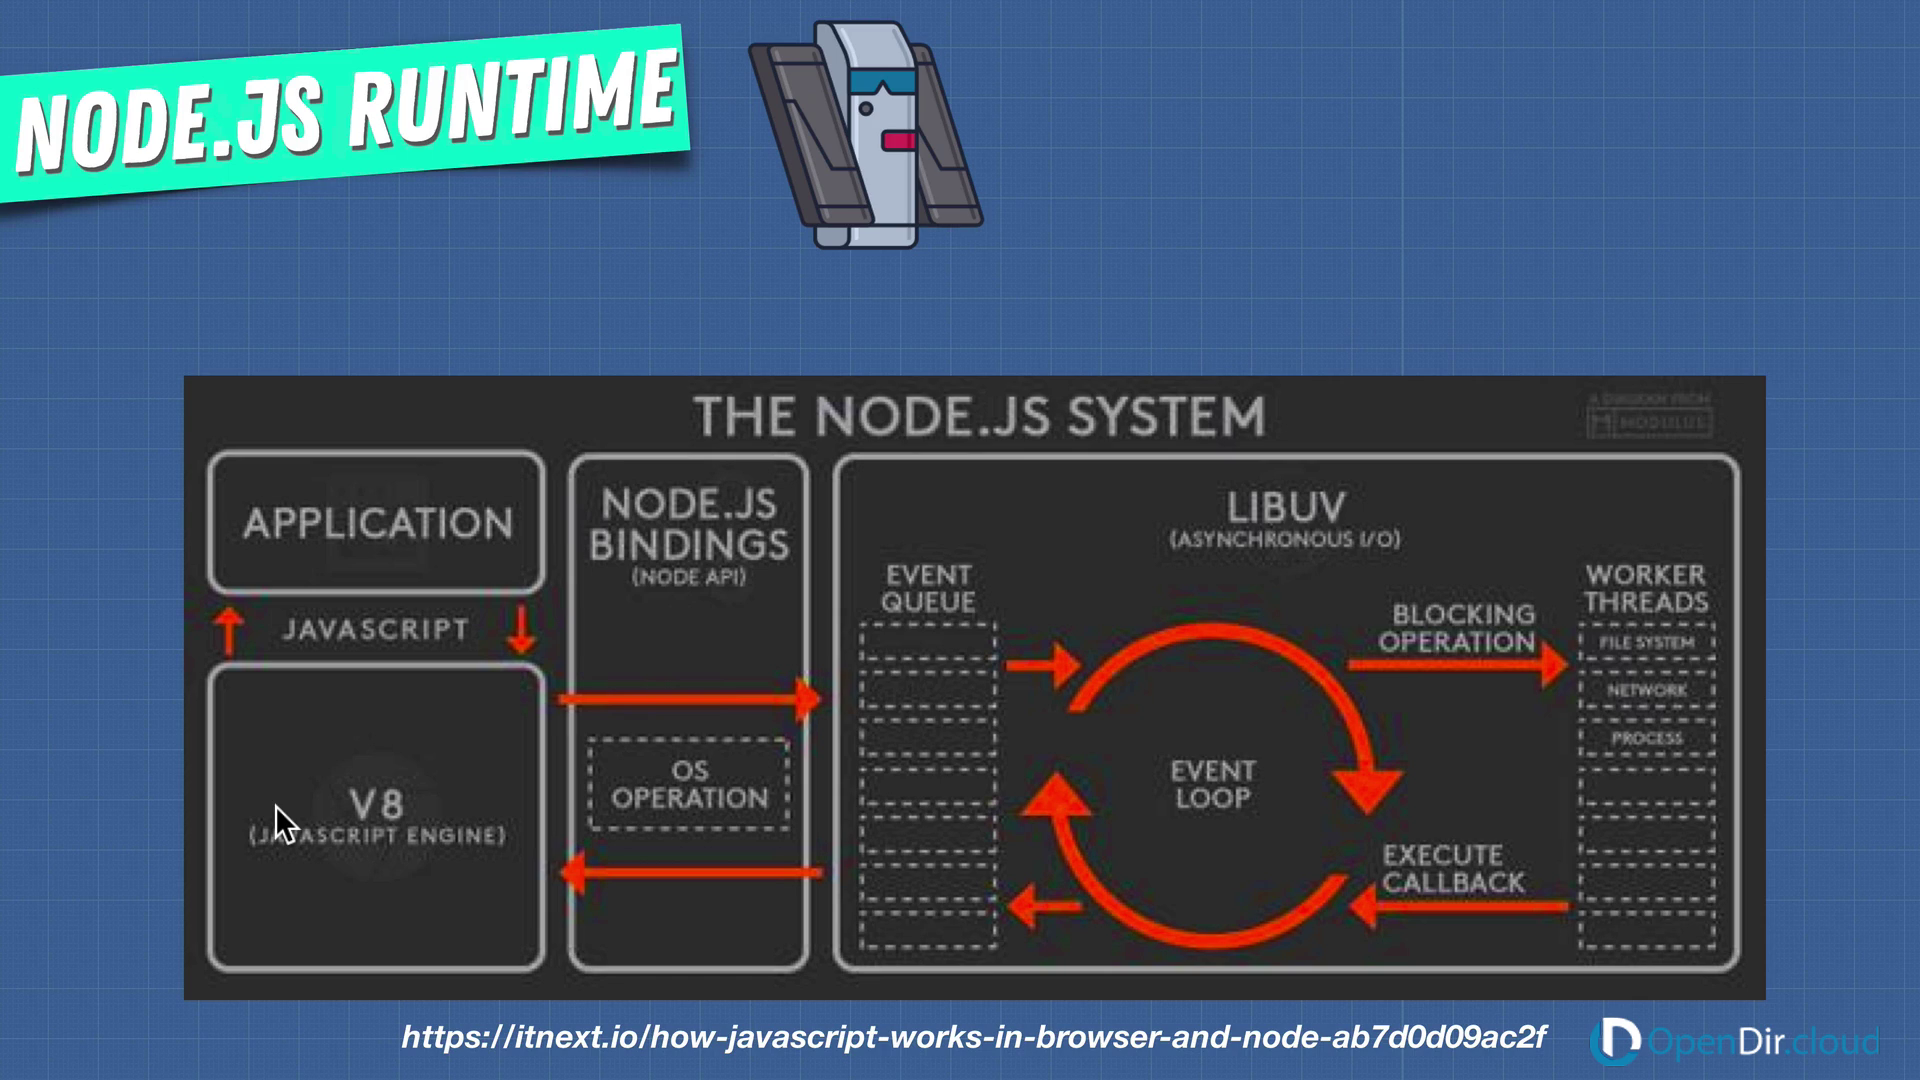 NODE.JS RUNTIME
THE NODE.JS SYSTEM
A DIAGRAM FROM
MODULUS
APPLICATION
JAVASCRIPT
V8
(JAVASCRIPT ENGINE)
NODE.JS
BINDINGS
(NODE API)
OS
OPERATION
LIBUV
(ASYNCHRONOUS I/O)
EVENT
QUEUE
EVENT
LOOP
BLOCKING
OPERATION
EXECUTE
CALLBACK
WORKER
THREADS
FILE SYSTEM
NETWORK
PROCESS
https://itnext.io/how-javascript-works-in-browser-and-node-ab7d0d09ac2f
OpenDir.cloud